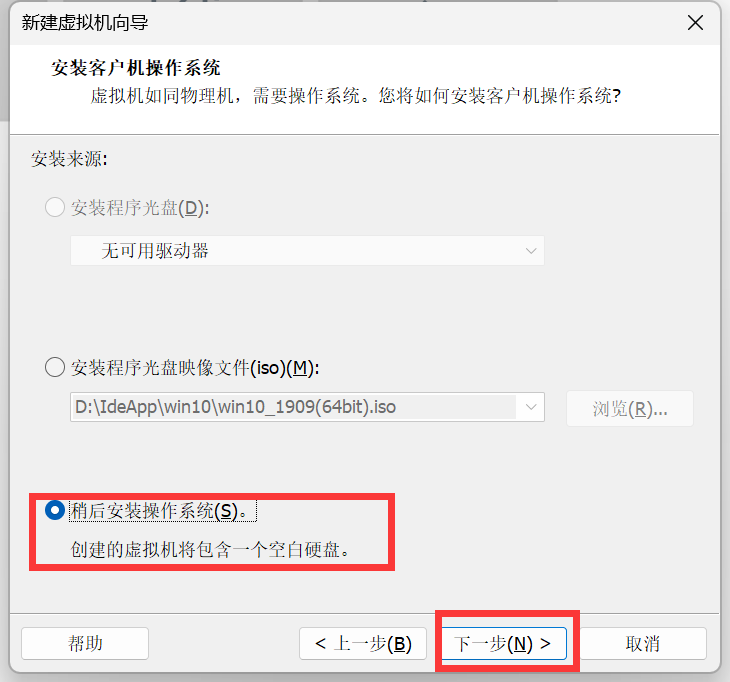 新建虚拟机向导
安装客户机操作系统
虚拟机如同物理机，需要操作系统。您将如何安装客户机操作系统?
安装来源:
安装程序光盘(D):
无可用驱动器
安装程序光盘映像文件(iso)(M):
D:\IdeApp\win10\win10_1909(64bit).iso
浏览(R)...
稍后安装操作系统(S)。
创建的虚拟机将包含一个空白硬盘。
帮助
< 上一步(B)
下一步(N) >
取消